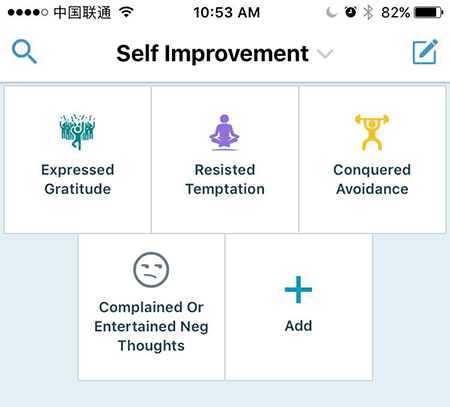 中国联通 10:53 AM 82%
Self Improvement
Expressed Gratitude
Resisted Temptation
Conquered Avoidance
Complained Or Entertained Neg Thoughts
Add